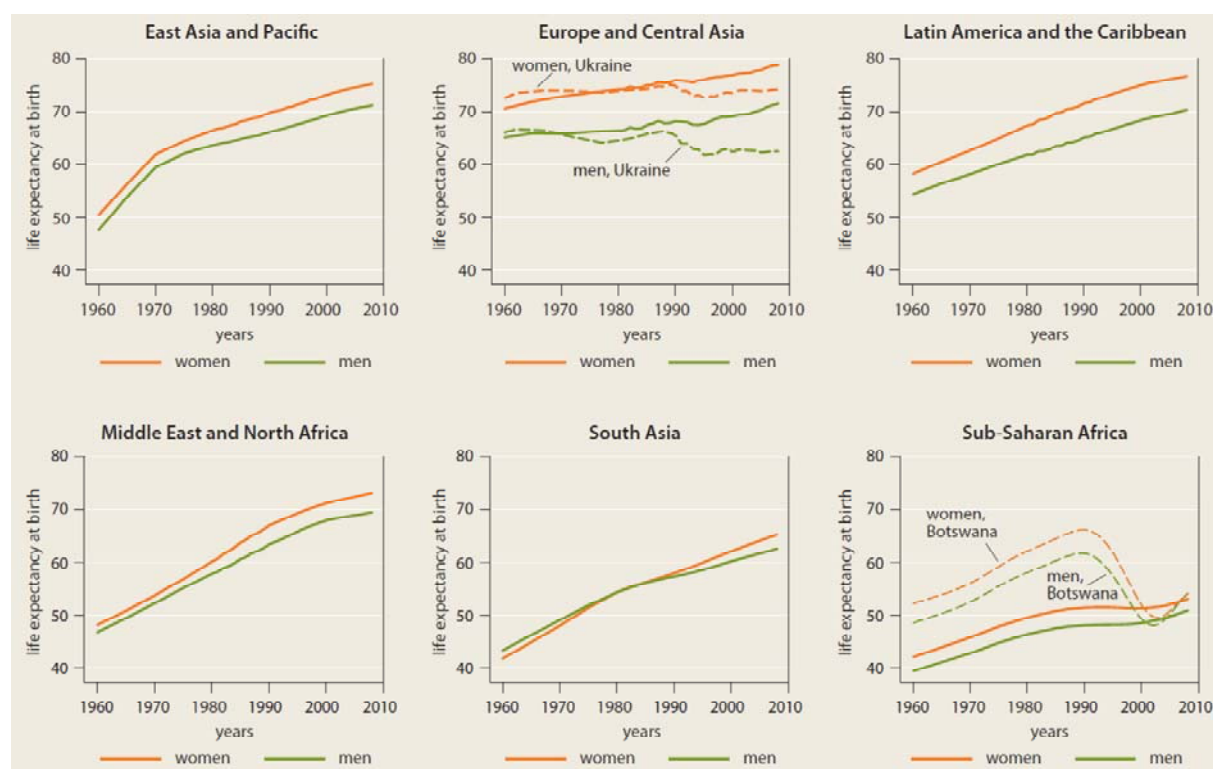 East Asia and Pacific
life expectancy at birth
80
70
60
50
40
1960 1970 1980 1990 2000 2010
years
women men
Europe and Central Asia
life expectancy at birth
80
70
60
50
40
women, Ukraine
men, Ukraine
1960 1970 1980 1990 2000 2010
years
women men
Latin America and the Caribbean
life expectancy at birth
80
70
60
50
40
1960 1970 1980 1990 2000 2010
years
women men
Middle East and North Africa
life expectancy at birth
80
70
60
50
40
1960 1970 1980 1990 2000 2010
years
women men
South Asia
life expectancy at birth
80
70
60
50
40
1960 1970 1980 1990 2000 2010
years
women men
Sub-Saharan Africa
life expectancy at birth
80
70
60
50
40
women,
Botswana
men,
Botswana
1960 1970 1980 1990 2000 2010
years
women men